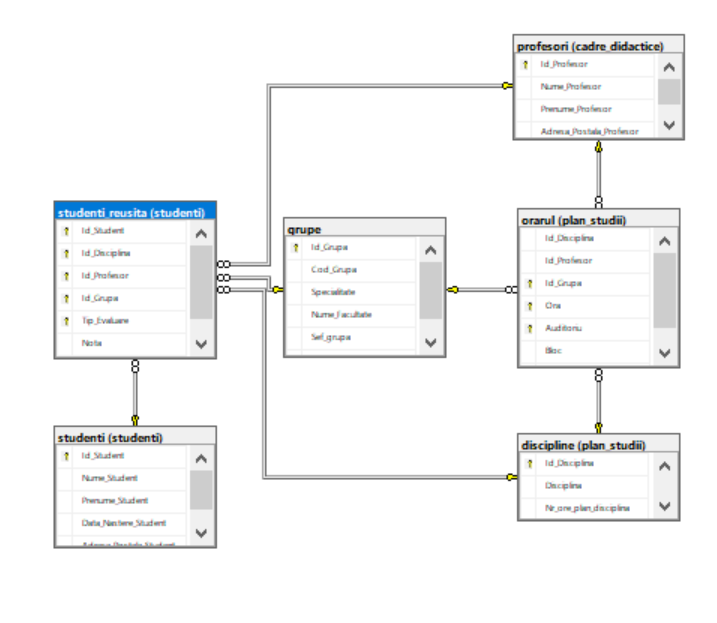 profesori (cadre_didactice)
Id_Profesor
Nume_Profesor
Prenume_Profesor
Adresa_Postala_Profesor
studenti_reusita (studenti)
Id_Student
Id_Disciplina
Id_Profesor
Id_Grupa
Tip_Evaluare
Nota
grupe
Id_Grupa
Cod_Grupa
Specialitate
Nume_Facultate
Sef_grupa
orarul (plan_studii)
Id_Disciplina
Id_Profesor
Id_Grupa
Ora
Auditoriu
Bloc
studenti (studenti)
Id_Student
Nume_Student
Prenume_Student
Data_Nastere_Student
Adresa_Postala_Student
discipline (plan_studii)
Id_Disciplina
Disciplina
Nr_ore_plan_disciplina